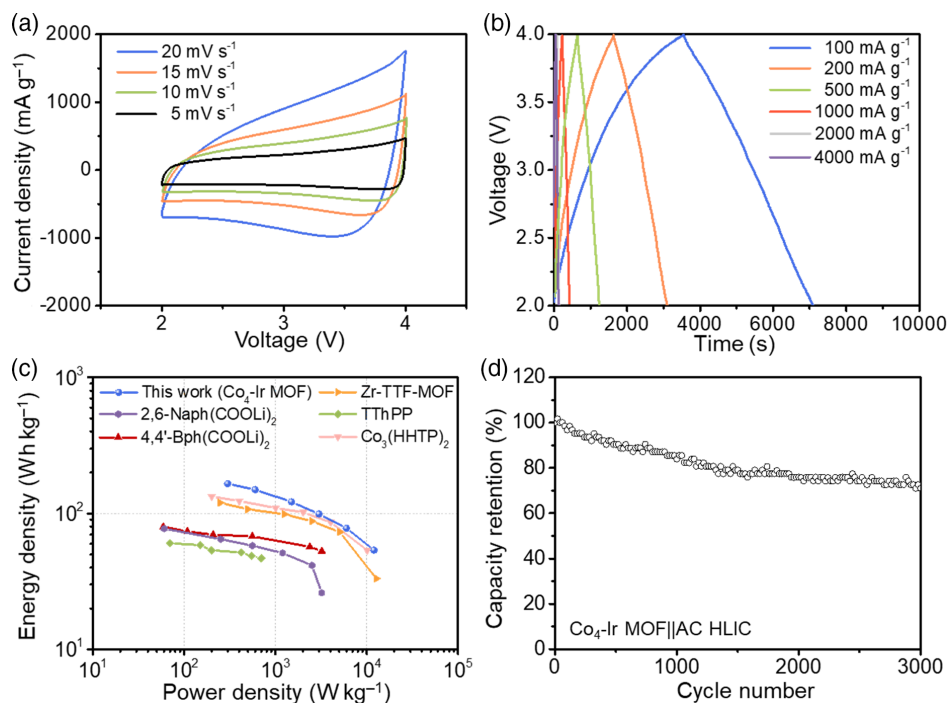 (a)
2000
1000
0
-1000
-2000
Current density (mA g⁻¹)
20 mV s⁻¹
15 mV s⁻¹
10 mV s⁻¹
5 mV s⁻¹
2
3
4
Voltage (V)
(b)
4.0
3.5
3.0
2.5
2.0
Voltage (V)
100 mA g⁻¹
200 mA g⁻¹
500 mA g⁻¹
1000 mA g⁻¹
2000 mA g⁻¹
4000 mA g⁻¹
0
2000
4000
6000
8000
10000
Time (s)
(c)
10³
10²
10¹
Energy density (Wh kg⁻¹)
This work (Co₄-Ir MOF)
2,6-Naph(COOLi)₂
4,4'-Bph(COOLi)₂
Zr-TTF-MOF
TThPP
Co₃(HHTP)₂
10¹
10²
10³
10⁴
10⁵
Power density (W kg⁻¹)
(d)
120
100
80
60
40
20
0
Capacity retention (%)
Co₄-Ir MOF||AC HLIC
0
1000
2000
3000
Cycle number